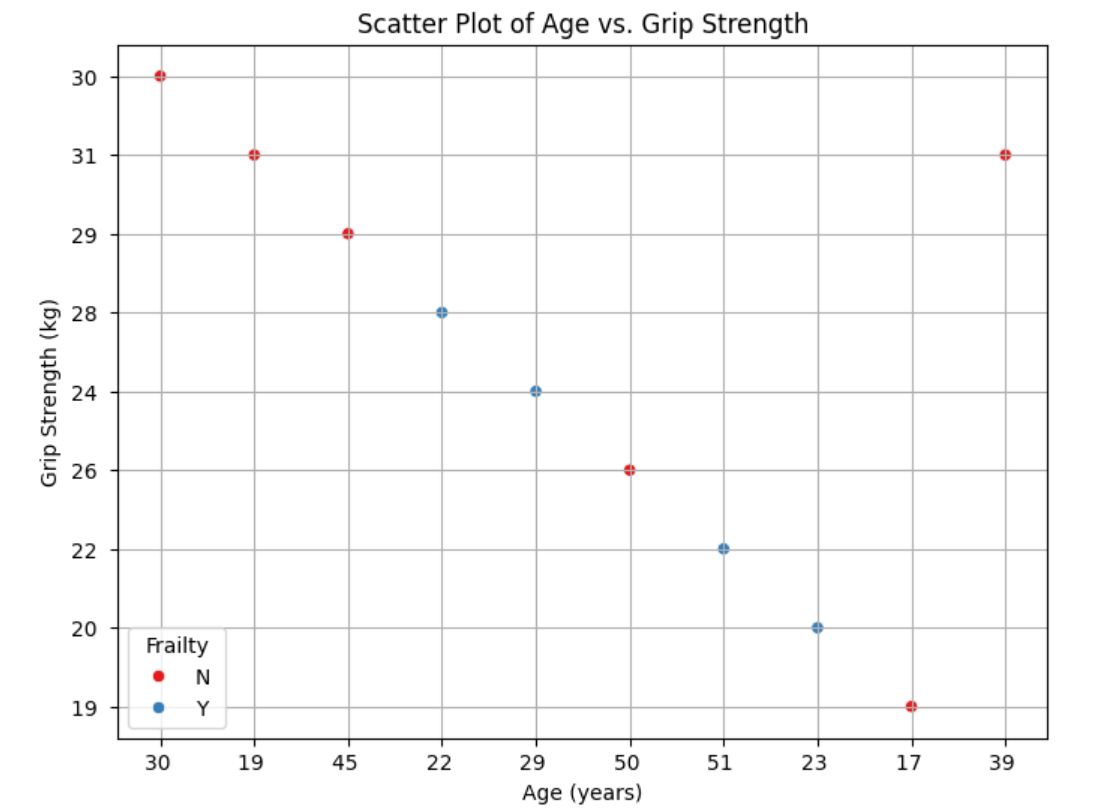 Scatter Plot of Age vs. Grip Strength
30
31
29
28
24
26
22
20
19
Grip Strength (kg)
Frailty
N
Y
30 19 45 22 29 50 51 23 17 39
Age (years)